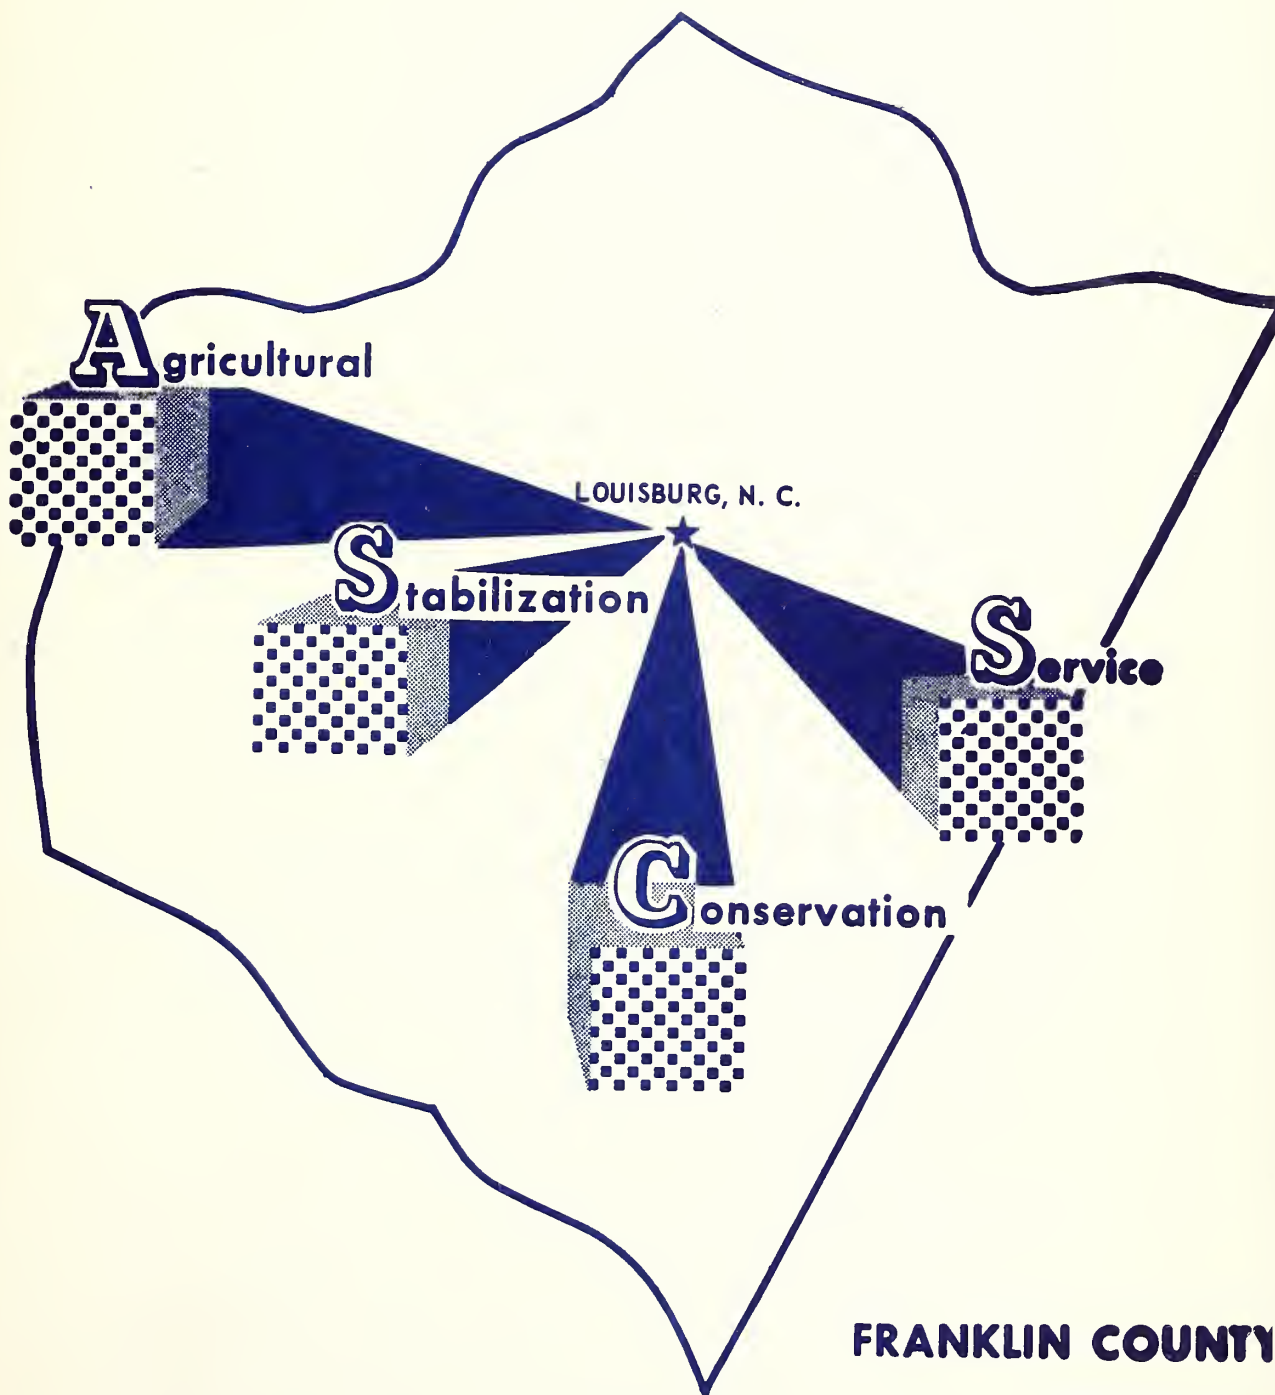 Agricultural
LOUISBURG, N. C.
Stabilization
Service
Conservation
FRANKLIN COUNTY